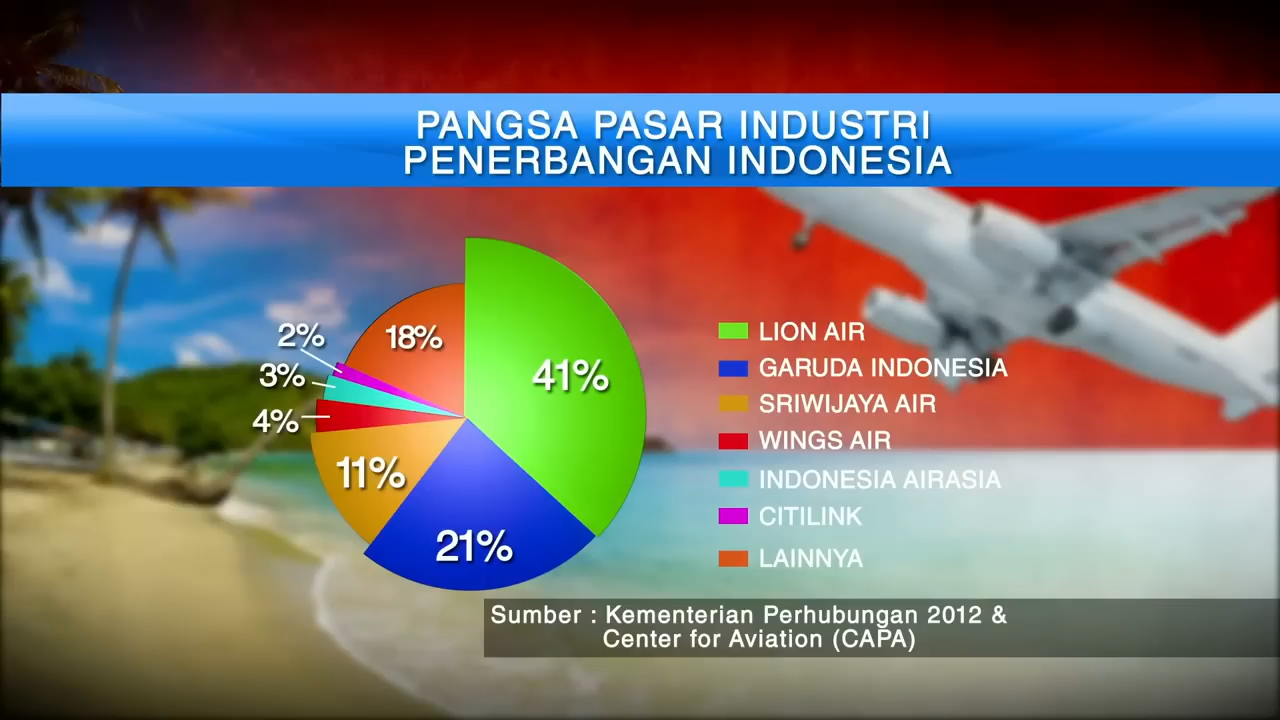 PANGSA PASAR INDUSTRI
PENERBANGAN INDONESIA
41%
21%
11%
4%
3%
2%
18%
LION AIR
GARUDA INDONESIA
SRIWIJAYA AIR
WINGS AIR
INDONESIA AIRASIA
CITILINK
LAINNYA
Sumber : Kementerian Perhubungan 2012 &
Center for Aviation (CAPA)